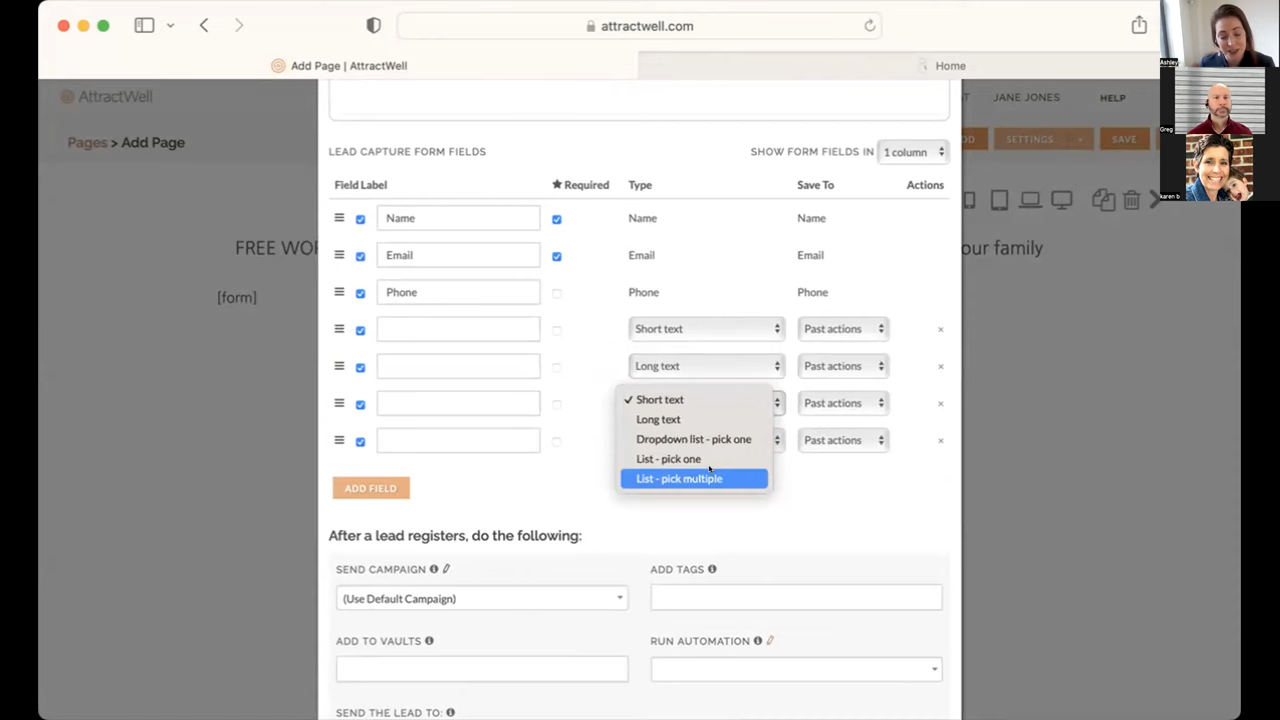 attractwell.com
Add Page | AttractWell
Home
AttractWell
JANE JONES
HELP
Pages > Add Page
SETTINGS
SAVE
LEAD CAPTURE FORM FIELDS
SHOW FORM FIELDS IN 1 column
Field Label Required Type Save To Actions
Name Name Name
Email Email Email
Phone Phone Phone
Short text Past actions ×
Long text Past actions ×
Past actions ×
Past actions ×
✓ Short text
Long text
Dropdown list - pick one
List - pick one
List - pick multiple
ADD FIELD
FREE
our family
[form]
After a lead registers, do the following:
SEND CAMPAIGN ADD TAGS
(Use Default Campaign)
ADD TO VAULTS RUN AUTOMATION
SEND THE LEAD TO:
Ashley
Greg
karen b